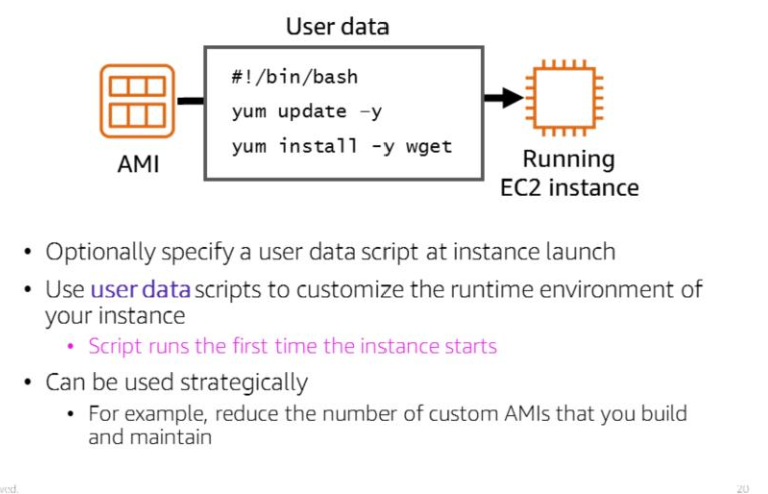 User data
#!/bin/bash
yum update –y
yum install -y wget
AMI
Running
EC2 instance
• Optionally specify a user data script at instance launch
• Use user data scripts to customize the runtime environment of
your instance
• Script runs the first time the instance starts
• Can be used strategically
• For example, reduce the number of custom AMIs that you build
and maintain
ved.
20